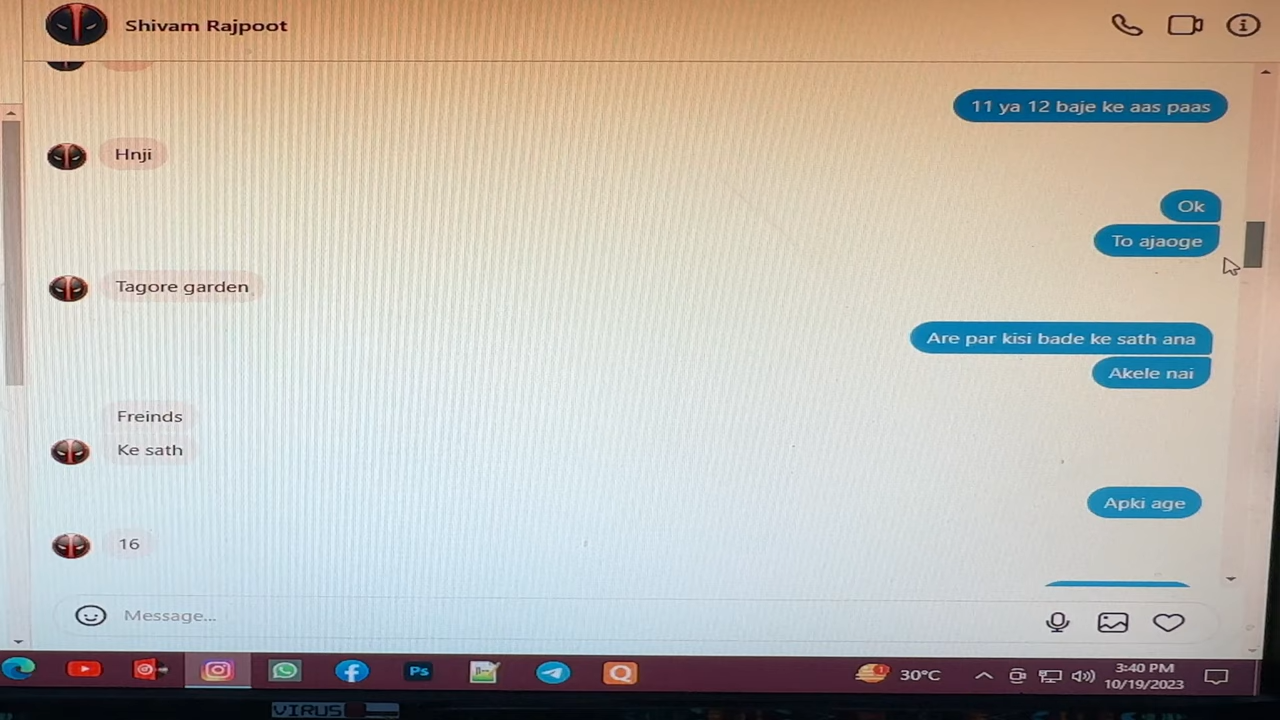 Shivam Rajpoot
11 ya 12 baje ke aas paas
Hnji
Ok
To ajaoge
Tagore garden
Are par kisi bade ke sath ana
Akele nai
Freinds
Ke sath
Apki age
16
Message...
Ps
Q
1
30°C
3:40 PM
10/19/2023
VIRUS